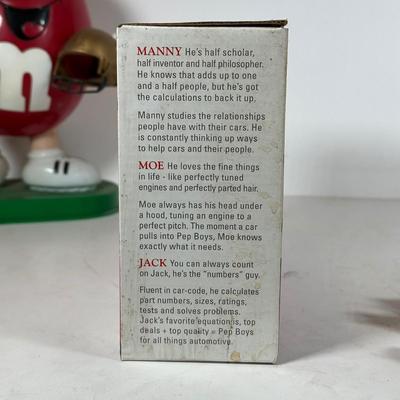 m
MANNY He's half scholar,
half inventor and half philosopher.
He knows that adds up to one
and a half people, but he's got
the calculations to back it up.
Manny studies the relationships
people have with their cars. He
is constantly thinking up ways
to help cars and their people.
MOE He loves the fine things
in life - like perfectly tuned
engines and perfectly parted hair.
Moe always has his head under
a hood, tuning an engine to a
perfect pitch. The moment a car
pulls into Pep Boys, Moe knows
exactly what it needs.
JACK You can always count
on Jack, he's the "numbers" guy.
Fluent in car-code, he calculates
part numbers, sizes, ratings,
tests and solves problems.
Jack's favorite equation is, top
deals + top quality = Pep Boys
for all things automotive.